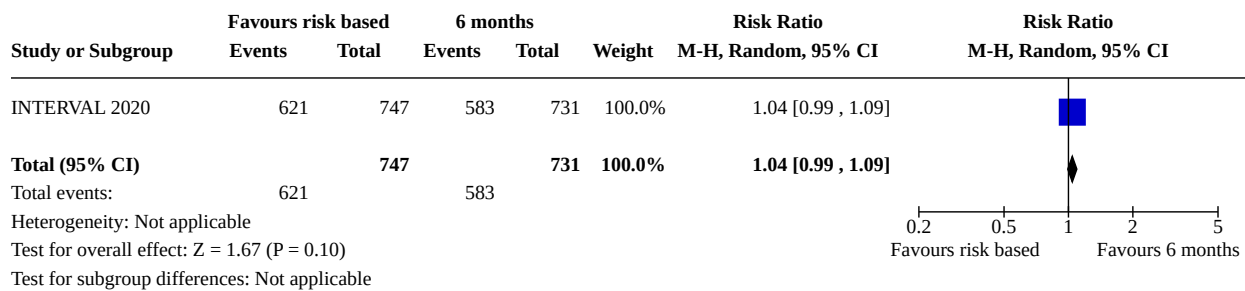 Favours risk based 6 months Risk Ratio Risk Ratio
Study or Subgroup Events Total Events Total Weight M-H, Random, 95% CI M-H, Random, 95% CI
INTERVAL 2020 621 747 583 731 100.0% 1.04 [0.99 , 1.09]
Total (95% CI) 747 731 100.0% 1.04 [0.99 , 1.09]
Total events: 621 583
Heterogeneity: Not applicable 0.2 0.5 1 2 5
Test for overall effect: Z = 1.67 (P = 0.10) Favours risk based Favours 6 months
Test for subgroup differences: Not applicable